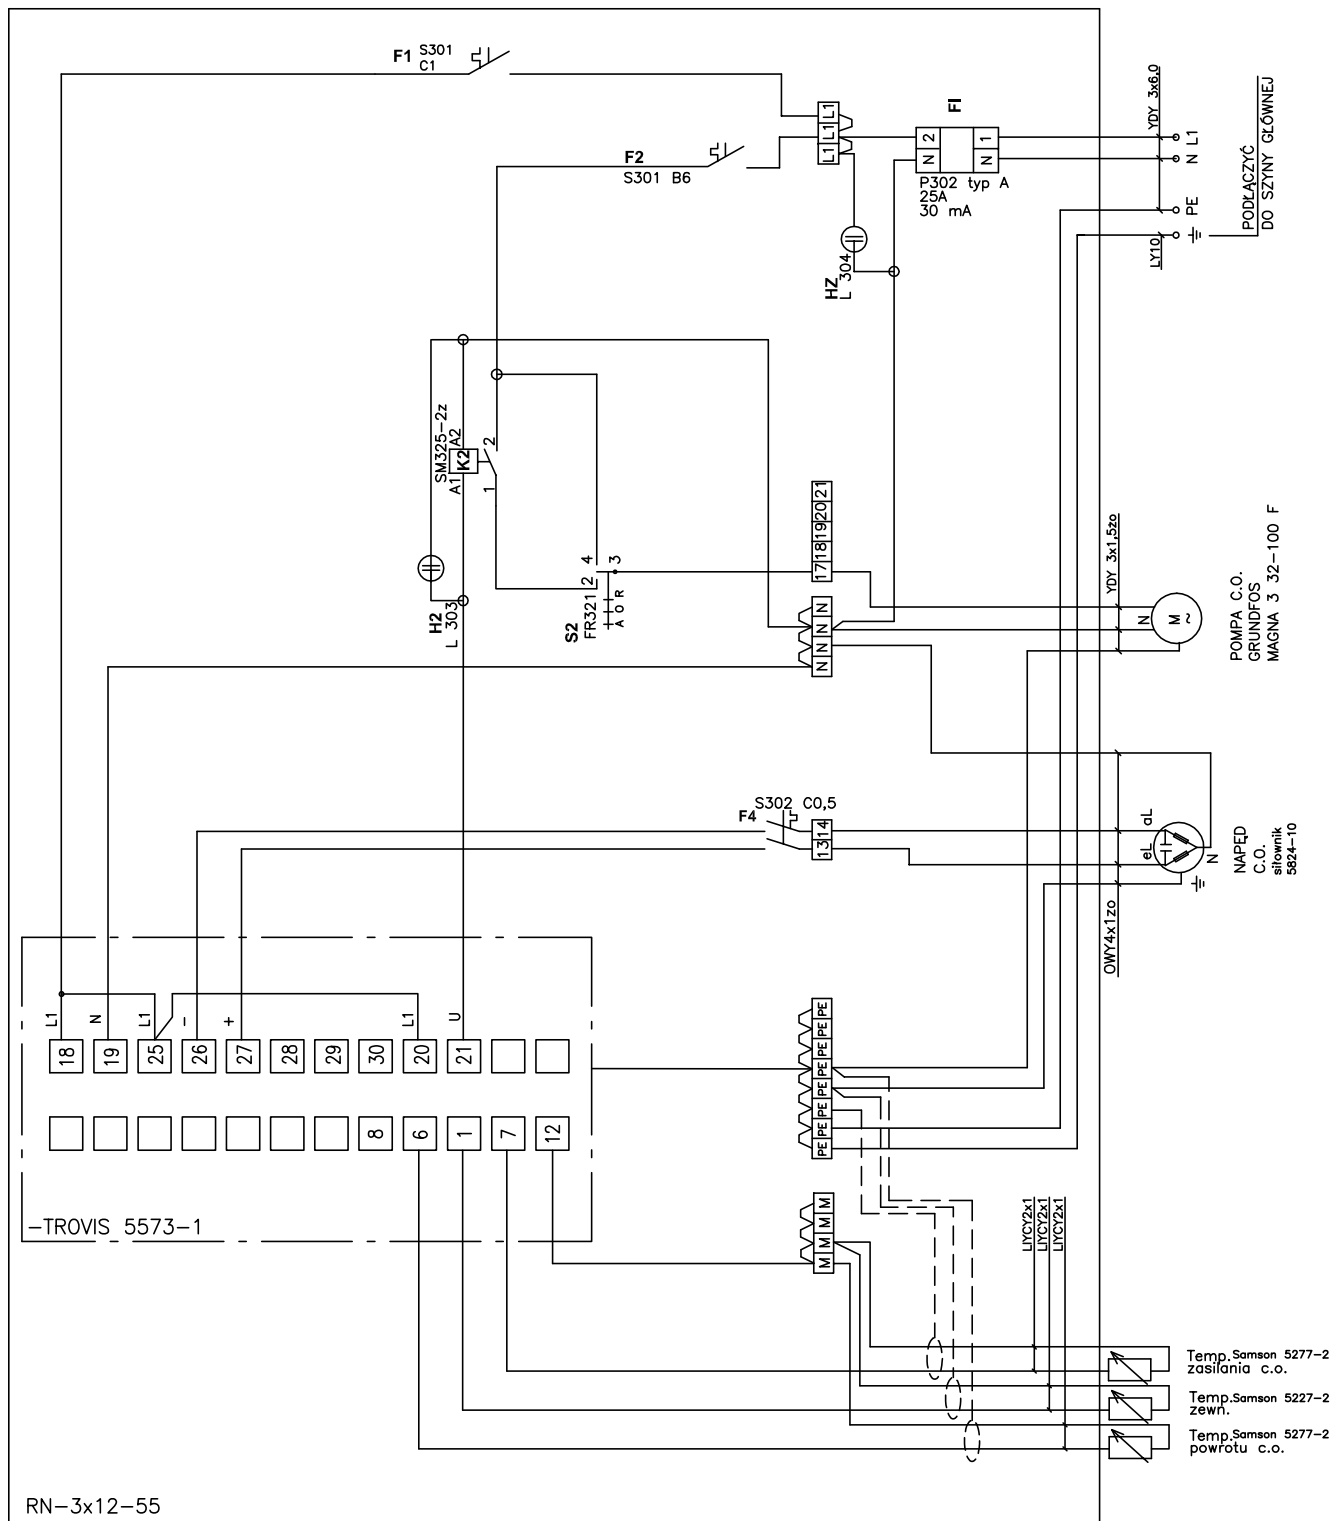 F1 S301
C1
F2
S301 B6
L1
L1
L1
FI
2
1
N
N
P302 typ A
25A
30 mA
YDY 3x6,0
L1
N
PE
LY10
PODŁĄCZYĆ
DO SZYNY GŁÓWNEJ
HZ
L 304
SM325-2z
A1
K2
A2
1
2
H2
L 303
S2
FR321
A O R
2
4
3
17 18 19 20 21
N N N N
YDY 3x1,5żo
N
M
~
POMPA C.O.
GRUNDFOS
MAGNA 3 32-100 F
F4
S302 C0,5
13 14
eL
aL
N
NAPĘD
C.O.
siłownik
5824-10
OWY4x1żo
L1
N
L1
-
+
L1
U
18
19
25
26
27
28
29
30
20
21
8
6
1
7
12
PE PE PE PE PE PE PE PE
-TROVIS 5573-1
M M M M
LIYCY2x1
LIYCY2x1
LIYCY2x1
Temp.Samson 5277-2
zasilania c.o.
Temp.Samson 5227-2
zewn.
Temp.Samson 5277-2
powrotu c.o.
RN-3x12-55